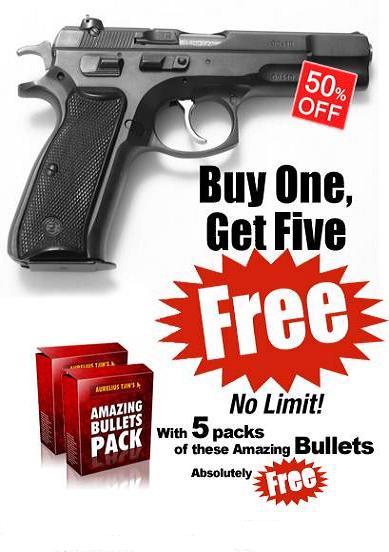 50%
OFF
Buy One,
Get Five
Free
No Limit!
AURELIUS TJIN'S
AMAZING
BULLETS
PACK
With 5 packs
of these Amazing Bullets
Absolutely Free